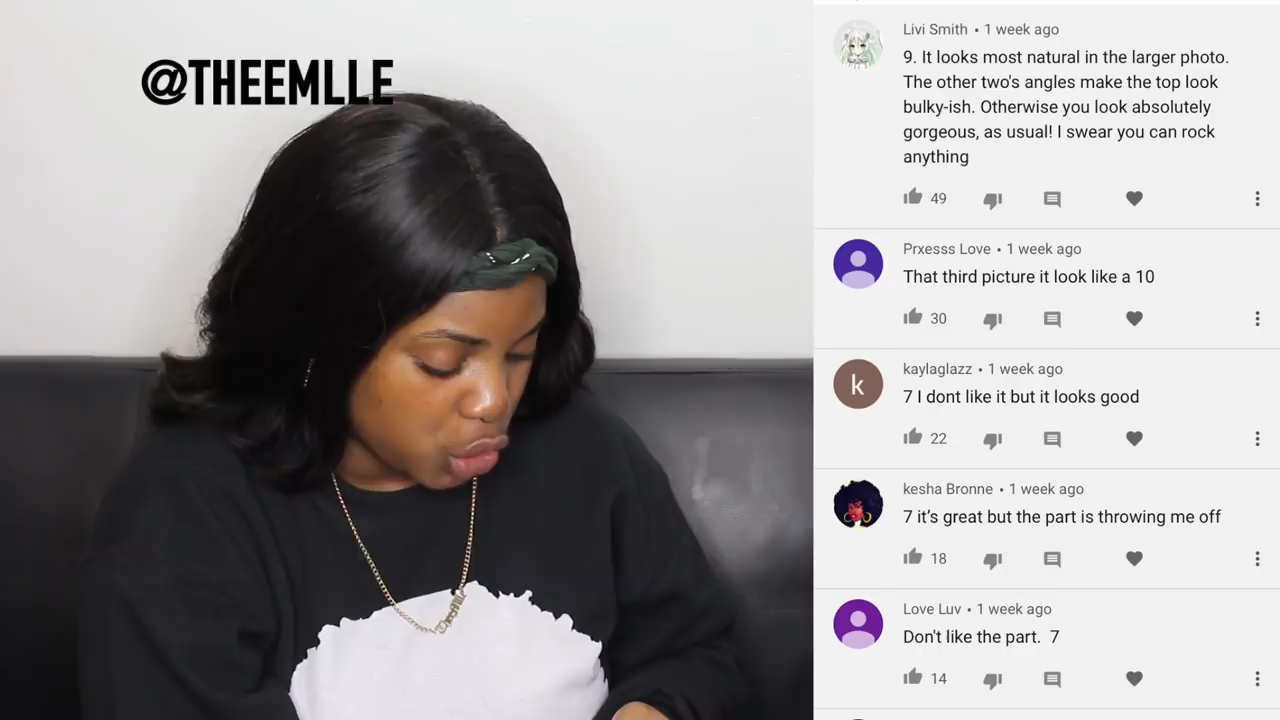 @THEEMLLE
Livi Smith • 1 week ago
9. It looks most natural in the larger photo.
The other two's angles make the top look
bulky-ish. Otherwise you look absolutely
gorgeous, as usual! I swear you can rock
anything
49
Prxesss Love • 1 week ago
That third picture it look like a 10
30
kaylaglazz • 1 week ago
k
7 I dont like it but it looks good
22
kesha Bronne • 1 week ago
7 it’s great but the part is throwing me off
18
Love Luv • 1 week ago
Don't like the part.  7
14